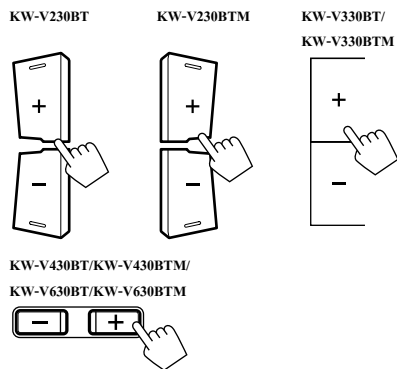 KW-V230BT
KW-V230BTM
KW-V330BT/
KW-V330BTM
+
−
+
−
+
−
KW-V430BT/KW-V430BTM/
KW-V630BT/KW-V630BTM
− +